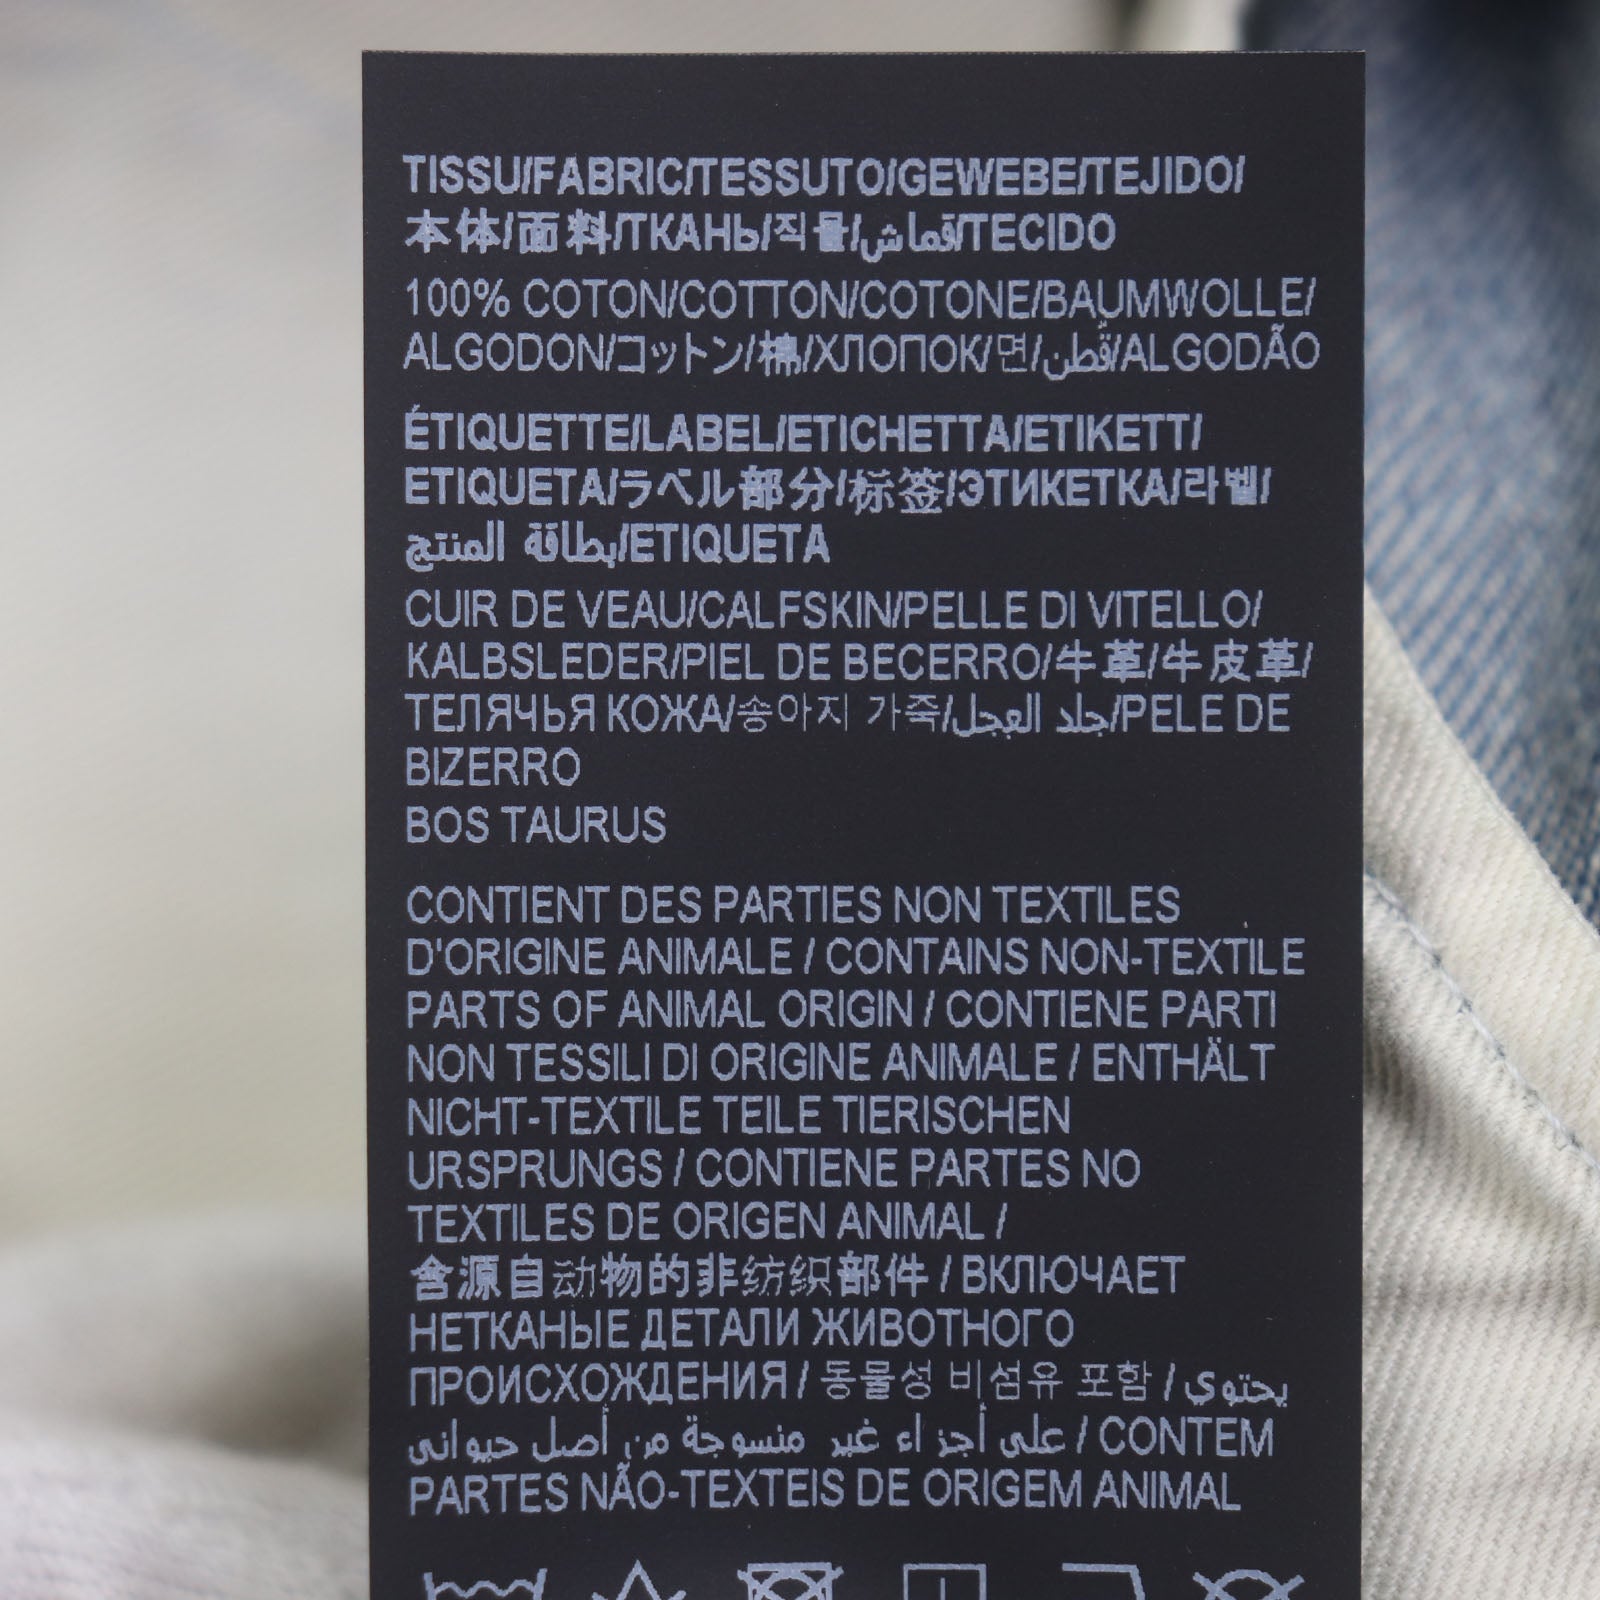 TISSU/FABRIC/TESSUTO/GEWEBE/TEJIDO/
本体/面料/ТКАНЬ/직물/قماش/TECIDO
100% COTON/COTTON/COTONE/BAUMWOLLE/
ALGODON/コットン/棉/ХЛОПОК/면/قطن/ALGODÃO
ÉTIQUETTE/LABEL/ETICHETTA/ETIKETT/
ETIQUETA/ラベル部分/标签/ЭТИКЕТКА/라벨/
بطاقة المنتج/ETIQUETA
CUIR DE VEAU/CALFSKIN/PELLE DI VITELLO/
KALBSLEDER/PIEL DE BECERRO/牛革/牛皮革/
ТЕЛЯЧЬЯ КОЖА/송아지 가죽/جلد العجل/PELE DE
BIZERRO
BOS TAURUS
CONTIENT DES PARTIES NON TEXTILES
D'ORIGINE ANIMALE / CONTAINS NON-TEXTILE
PARTS OF ANIMAL ORIGIN / CONTIENE PARTI
NON TESSILI DI ORIGINE ANIMALE / ENTHÄLT
NICHT-TEXTILE TEILE TIERISCHEN
URSPRUNGS / CONTIENE PARTES NO
TEXTILES DE ORIGEN ANIMAL /
含源自动物的非纺织部件 / ВКЛЮЧАЕТ
НЕТКАНЫЕ ДЕТАЛИ ЖИВОТНОГО
ПРОИСХОЖДЕНИЯ / 동물성 비섬유 포함 / يحتوي
على أجزاء غير منسوجة من أصل حيواني / CONTEM
PARTES NÃO-TEXTEIS DE ORIGEM ANIMAL